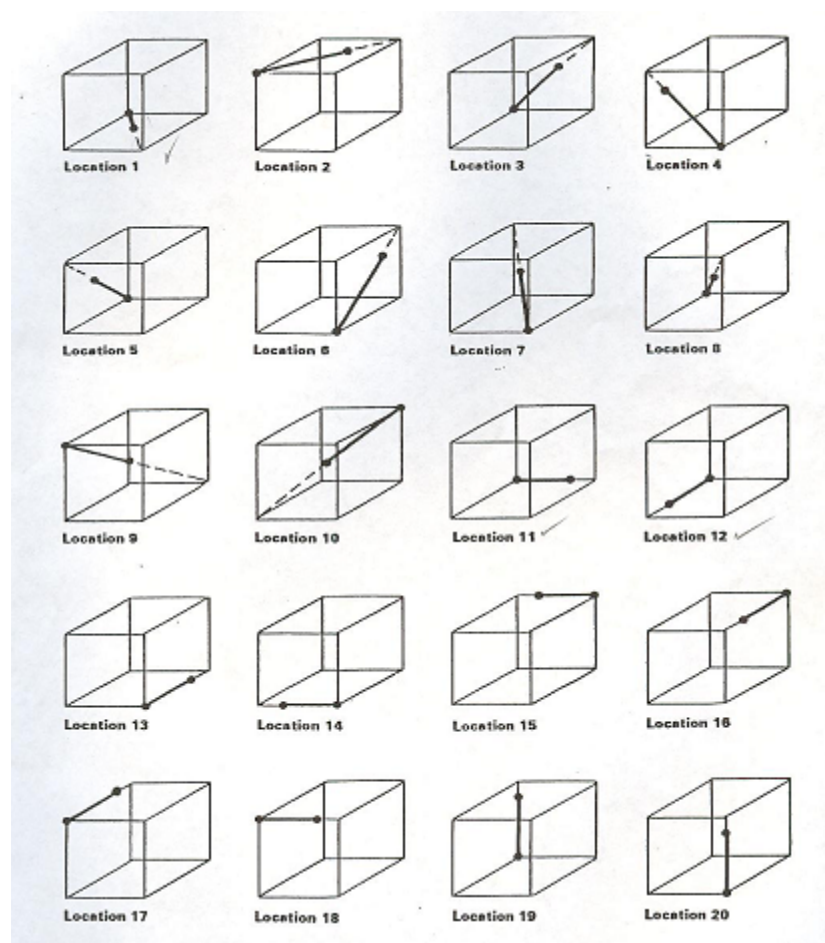 Location 1
Location 2
Location 3
Location 4
Location 5
Location 6
Location 7
Location 8
Location 9
Location 10
Location 11
Location 12
Location 13
Location 14
Location 15
Location 16
Location 17
Location 18
Location 19
Location 20